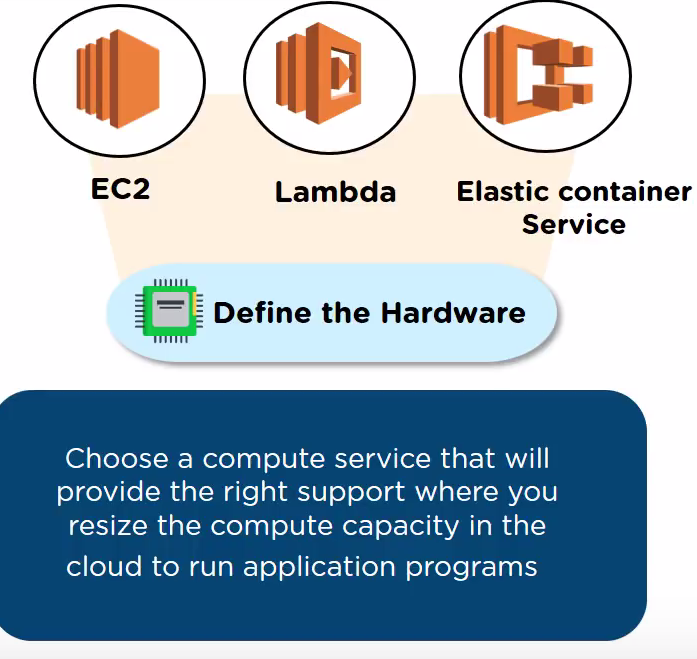 EC2
Lambda
Elastic container
Service
Define the Hardware
Choose a compute service that will
provide the right support where you
resize the compute capacity in the
cloud to run application programs